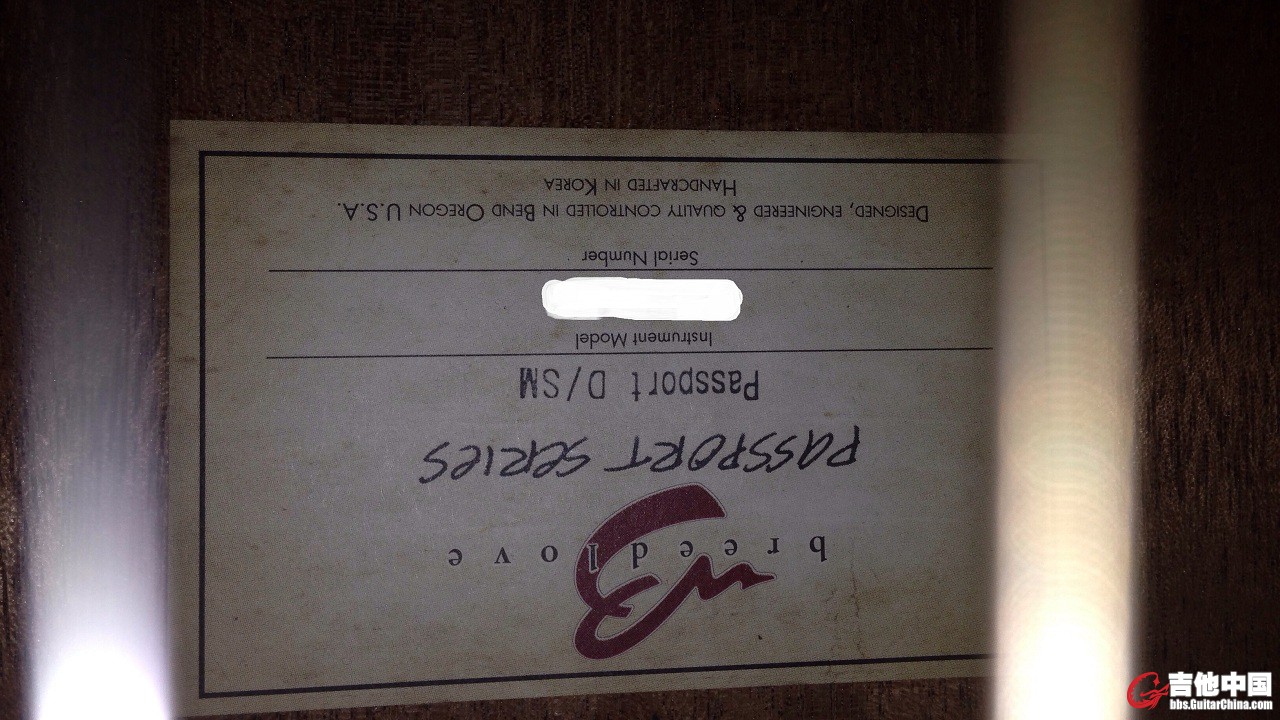 breedlove
PASSPORT SERIES
Passport D/SM
Instrument Model
Serial Number
DESIGNED, ENGINEERED & QUALITY CONTROLLED IN BEND OREGON U.S.A.
HANDCRAFTED IN KOREA
吉他中国
bbs.GuitarChina.com